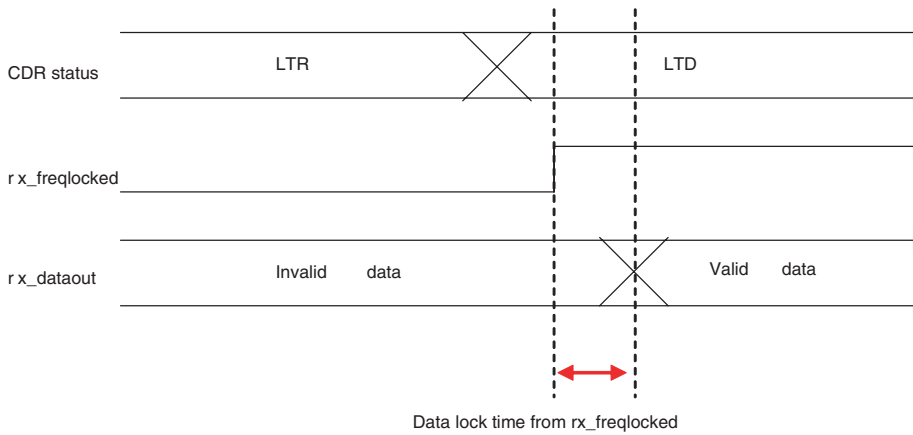 LTR
LTD
CDR status
r x_freqlocked
r x_dataout
Invalid data
Valid data
Data lock time from rx_freqlocked